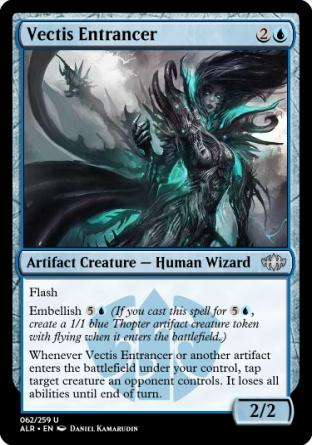 Vectis Entrancer 2
Flash
Artifact Creature — Human Wizard
Embellish 5 (If you cast this spell for 5 ,
create a 1/1 blue Thopter artifact creature token
with flying when it enters the battlefield.)
Whenever Vectis Entrancer or another artifact
enters the battlefield under your control, tap
target creature an opponent controls. It loses all
abilities until end of turn.
2/2
062/259 U
ALR • EN Daniel Kamarudin